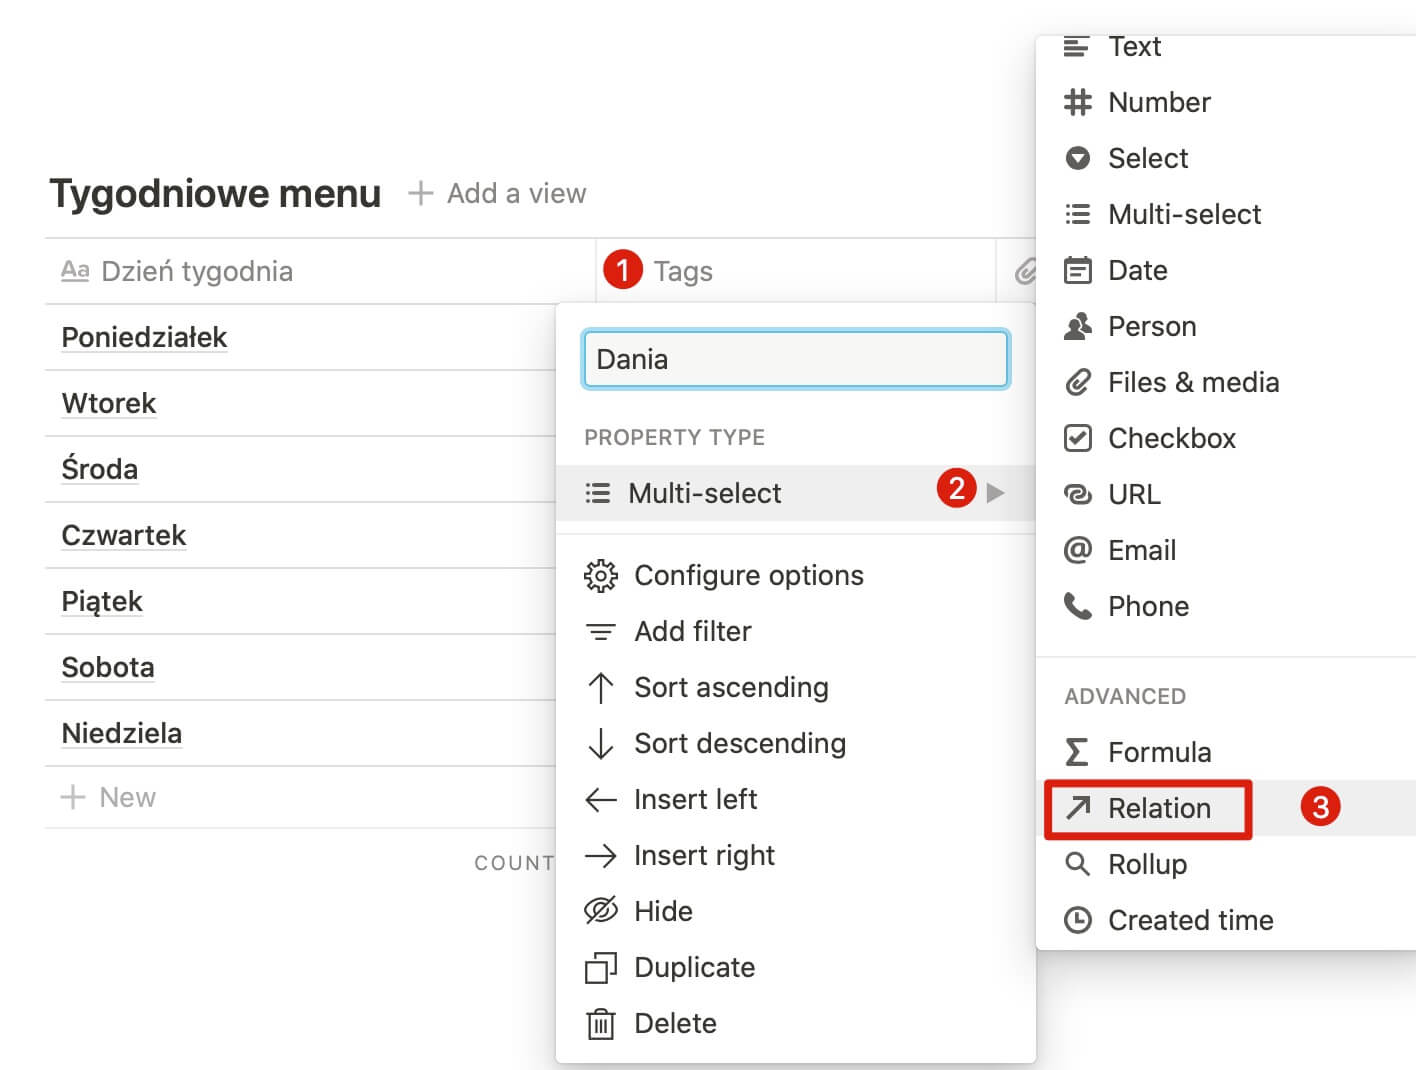 Tygodniowe menu + Add a view
Aa Dzień tygodnia
1 Tags
Poniedziałek
Wtorek
Środa
Czwartek
Piątek
Sobota
Niedziela
+ New
COUNT
Dania
PROPERTY TYPE
Multi-select 2
Configure options
Add filter
Sort ascending
Sort descending
Insert left
Insert right
Hide
Duplicate
Delete
Text
Number
Select
Multi-select
Date
Person
Files & media
Checkbox
URL
Email
Phone
ADVANCED
Formula
Relation 3
Rollup
Created time